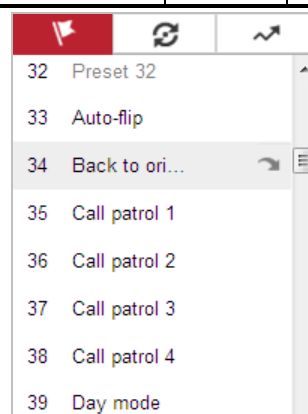 32 Preset 32
33 Auto-flip
34 Back to ori...
35 Call patrol 1
36 Call patrol 2
37 Call patrol 3
38 Call patrol 4
39 Day mode